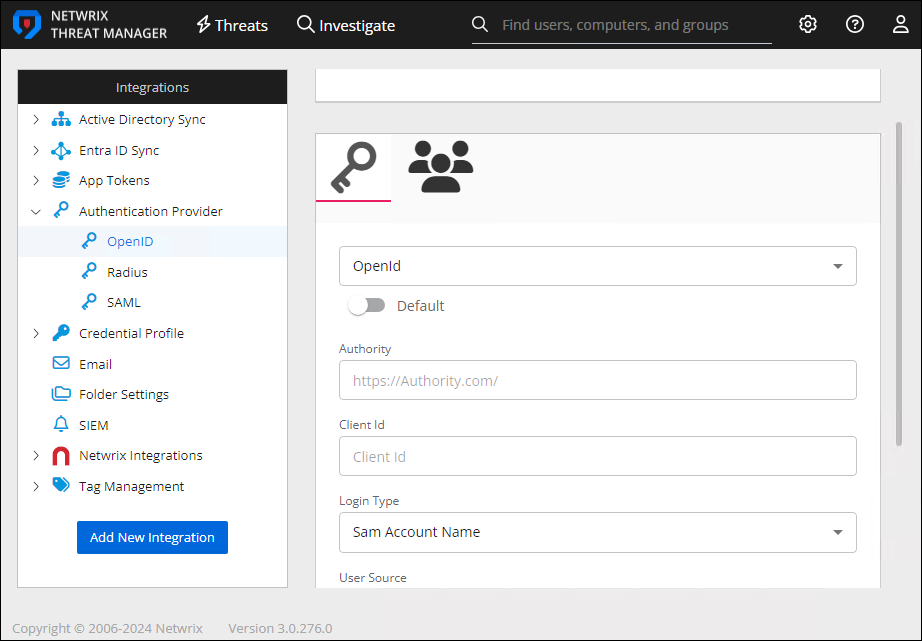 NETWRIX
THREAT MANAGER
Threats
Investigate
Find users, computers, and groups
Integrations
Active Directory Sync
Entra ID Sync
App Tokens
Authentication Provider
OpenID
Radius
SAML
Credential Profile
Email
Folder Settings
SIEM
Netwrix Integrations
Tag Management
Add New Integration
OpenId
Default
Authority
https://Authority.com/
Client Id
Client Id
Login Type
Sam Account Name
User Source
Copyright © 2006-2024 Netwrix
Version 3.0.276.0